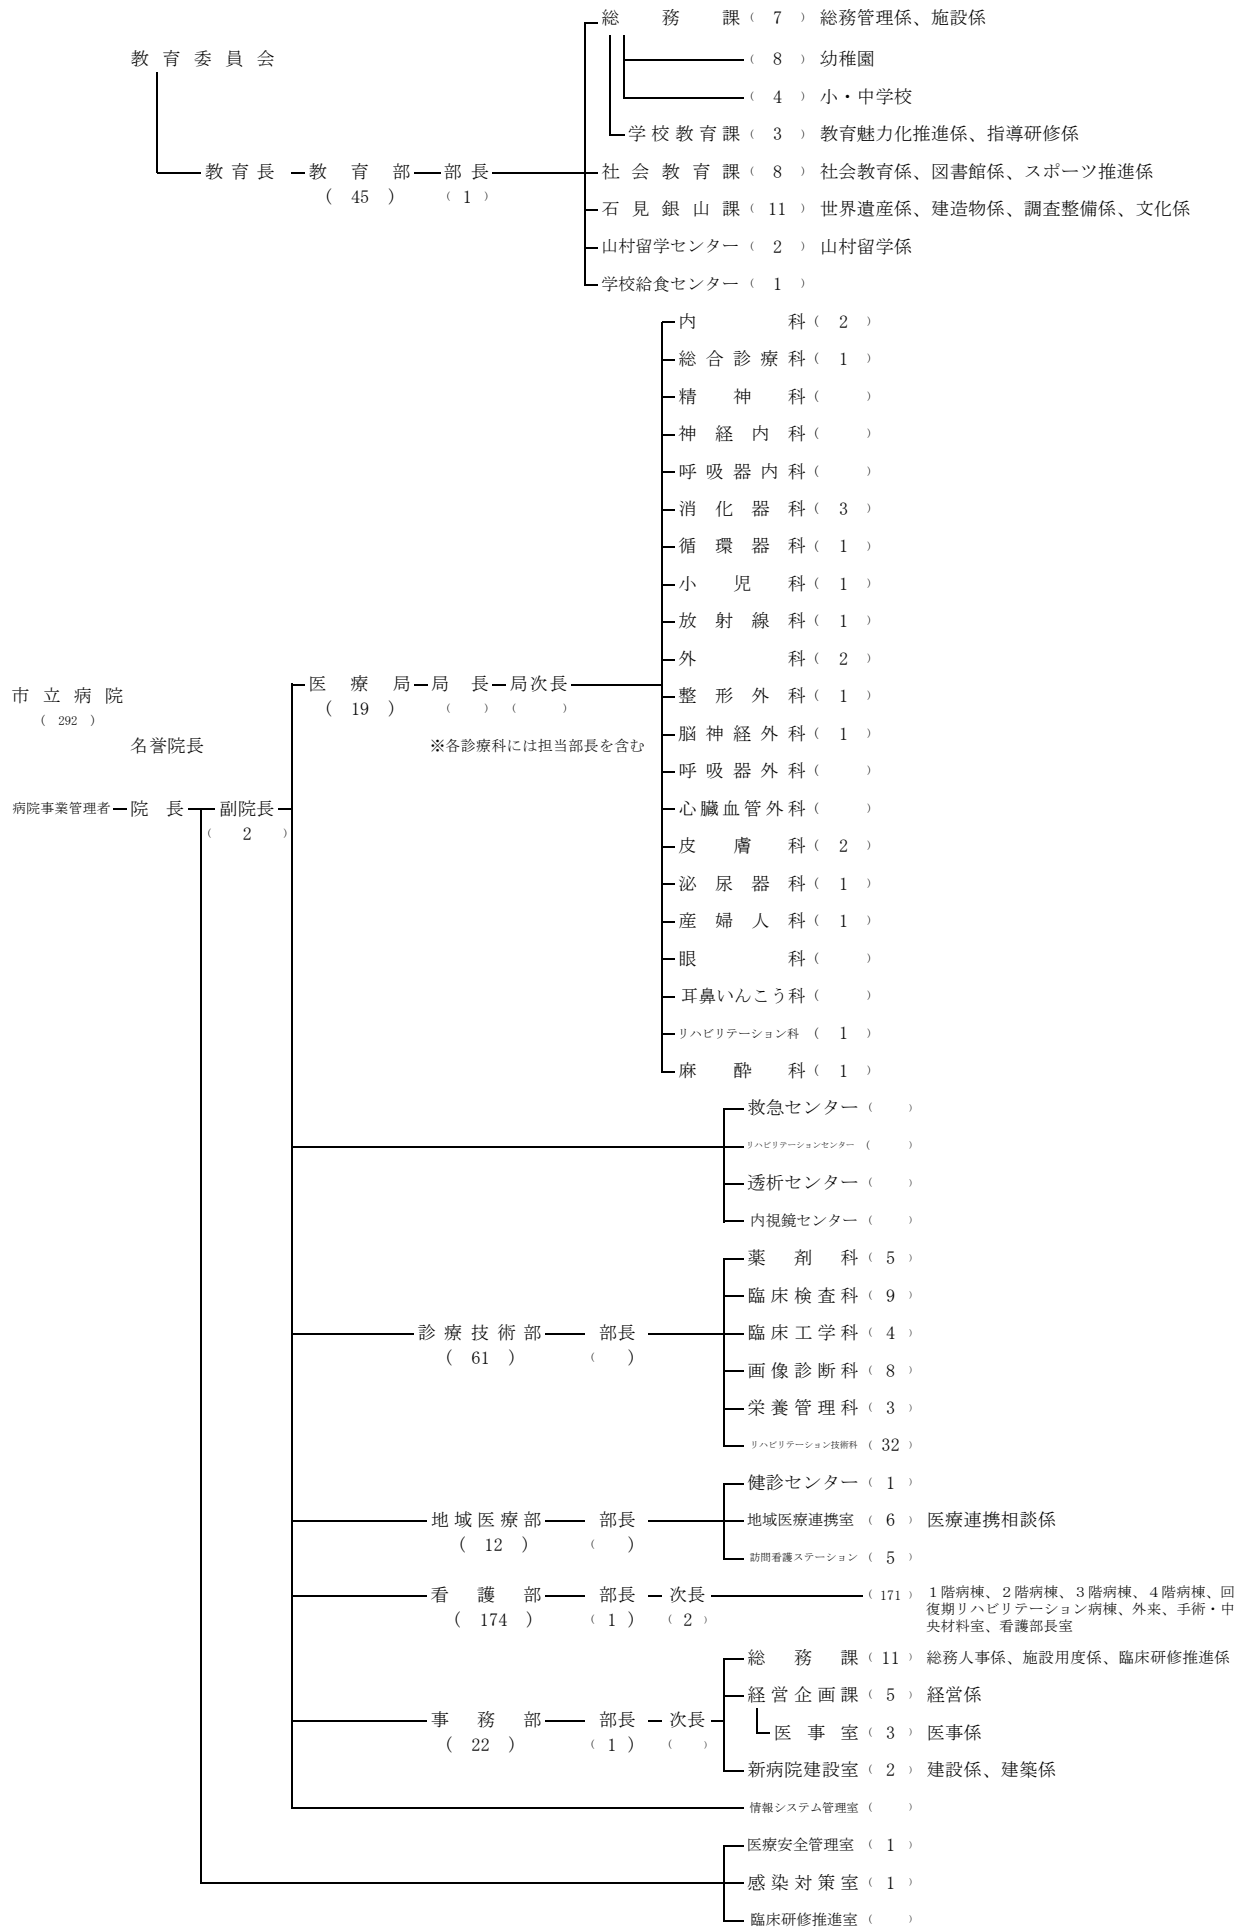 総務課（7）総務管理係、施設係
教育委員会（8）幼稚園
（4）小・中学校
学校教育課（3）教育魅力化推進係、指導研修係
教育長 教育部 部長 社会教育課（8）社会教育係、図書館係、スポーツ推進係
（45）（1）石見銀山課（11）世界遺産係、建造物係、調査整備係、文化係
山村留学センター（2）山村留学係
学校給食センター（1）
内科（2）
総合診療科（1）
精神科（ ）
神経内科（ ）
呼吸器内科（ ）
消化器科（3）
循環器科（1）
小児科（1）
放射線科（1）
外科（2）
医療局 局長 局次長
市立病院 整形外科（1）
（19）（ ）（ ）
（292）
名誉院長 ※各診療科には担当部長を含む 脳神経外科（1）
呼吸器外科（ ）
病院事業管理者 院長 副院長 心臓血管外科（ ）
（2）
皮膚科（2）
泌尿器科（1）
産婦人科（1）
眼科（ ）
耳鼻いんこう科（ ）
リハビリテーション科（1）
麻酔科（1）
救急センター（ ）
リハビリテーションセンター（ ）
透析センター（ ）
内視鏡センター（ ）
薬剤科（5）
臨床検査科（9）
診療技術部 部長 臨床工学科（4）
（61）（ ）
画像診断科（8）
栄養管理科（3）
リハビリテーション技術科（32）
健診センター（1）
地域医療部 部長 地域医療連携室（6）医療連携相談係
（12）（ ）
訪問看護ステーション（5）
看護部 部長 次長（171）１階病棟、２階病棟、３階病棟、４階病棟、回
復期リハビリテーション病棟、外来、手術・中
（174）（1）（2）
央材料室、看護部長室
総務課（11）総務人事係、施設用度係、臨床研修推進係
経営企画課（5）経営係
事務部 部長 次長
医事室（3）医事係
（22）（1）（ ）
新病院建設室（2）建設係、建築係
情報システム管理室（ ）
医療安全管理室（1）
感染対策室（1）
臨床研修推進室（ ）